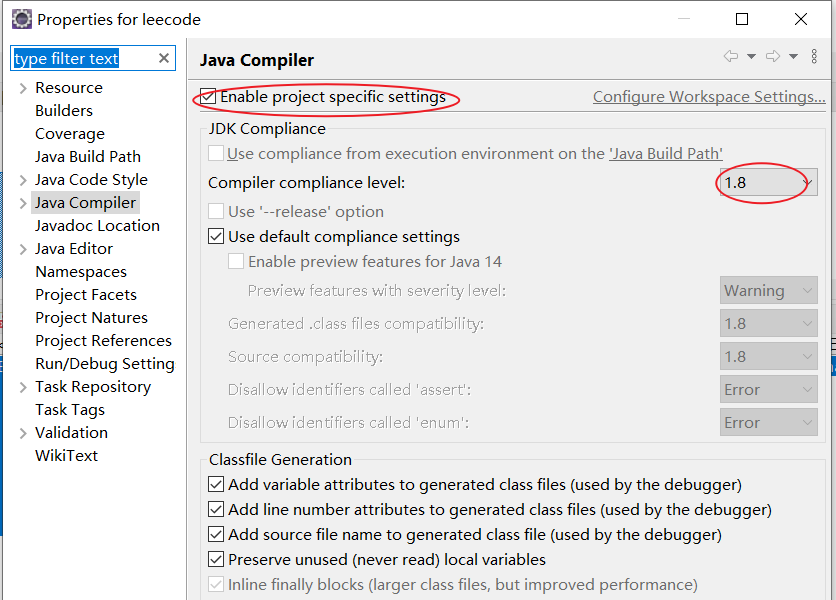 Properties for leecode
type filter text
Resource
Builders
Coverage
Java Build Path
Java Code Style
Java Compiler
Javadoc Location
Java Editor
Namespaces
Project Facets
Project Natures
Project References
Run/Debug Setting
Task Repository
Task Tags
Validation
WikiText
Java Compiler
Enable project specific settings
Configure Workspace Settings...
JDK Compliance
Use compliance from execution environment on the 'Java Build Path'
Compiler compliance level: 1.8
Use '--release' option
Use default compliance settings
Enable preview features for Java 14
Preview features with severity level: Warning
Generated .class files compatibility: 1.8
Source compatibility: 1.8
Disallow identifiers called 'assert': Error
Disallow identifiers called 'enum': Error
Classfile Generation
Add variable attributes to generated class files (used by the debugger)
Add line number attributes to generated class files (used by the debugger)
Add source file name to generated class file (used by the debugger)
Preserve unused (never read) local variables
Inline finally blocks (larger class files, but improved performance)